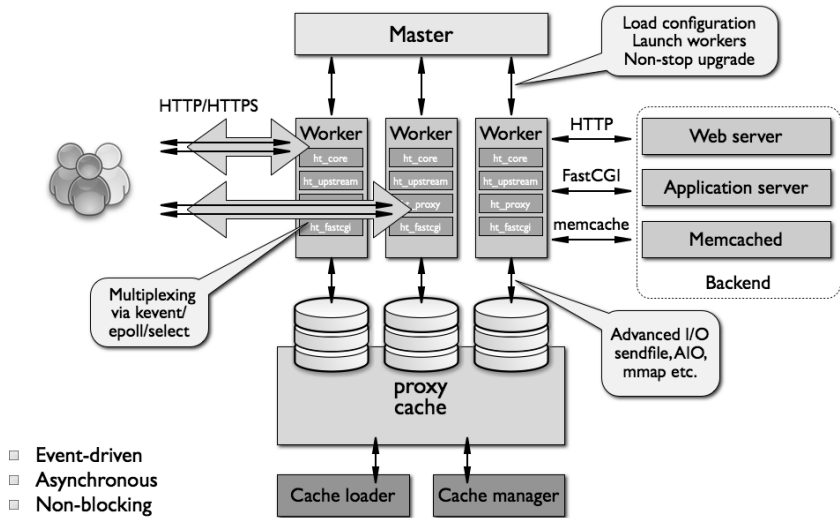 Master
Load configuration
Launch workers
Non-stop upgrade
HTTP/HTTPS
Worker
ht_core
ht_upstream
ht_fastcgi
Worker
ht_core
ht_upstream
ht_proxy
ht_fastcgi
Worker
ht_core
ht_upstream
ht_proxy
ht_fastcgi
HTTP
FastCGI
memcache
Web server
Application server
Memcached
Backend
Multiplexing
via kevent/
epoll/select
Advanced I/O
sendfile, AIO,
mmap etc.
proxy
cache
Event-driven
Asynchronous
Non-blocking
Cache loader
Cache manager